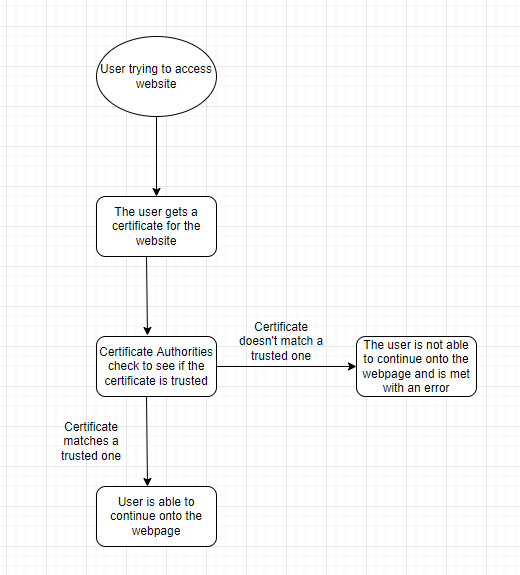 User trying to access
website
The user gets a
certificate for the
website
Certificate Authorities
check to see if the
certificate is trusted
Certificate
doesn't match a
trusted one
The user is not able
to continue onto the
webpage and is met
with an error
Certificate
matches a
trusted one
User is able to
continue onto the
webpage